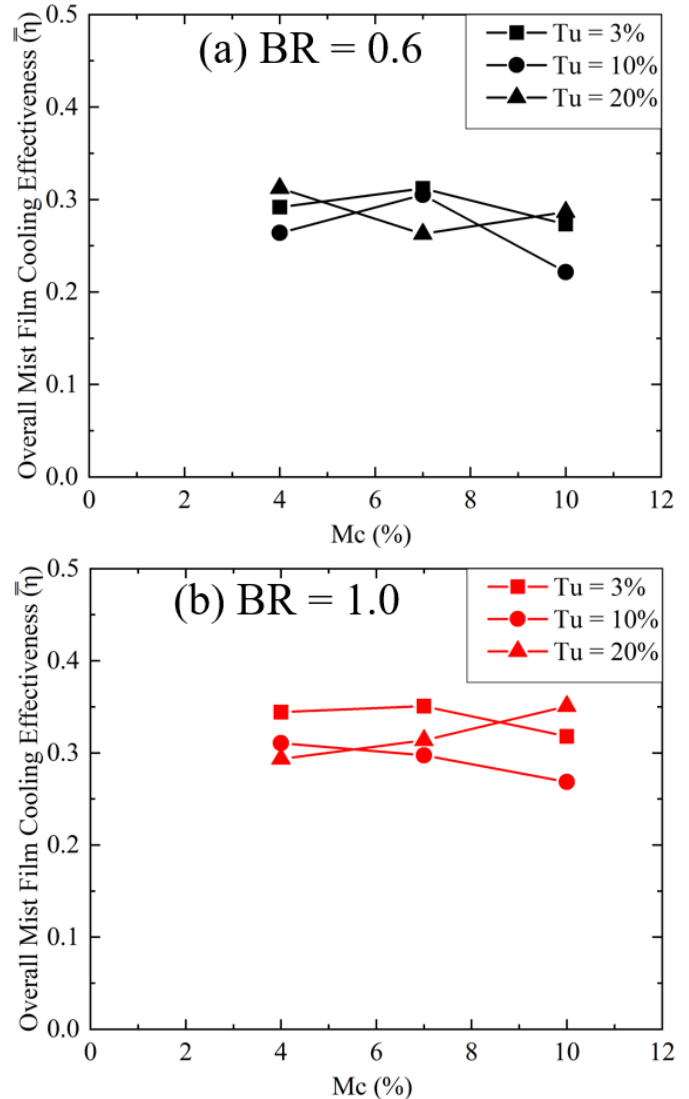 (a) BR = 0.6
Tu = 3%
Tu = 10%
Tu = 20%
Overall Mist Film Cooling Effectiveness (η̿)
0.5
0.4
0.3
0.2
0.1
0.0
0 2 4 6 8 10 12
Mc (%)
(b) BR = 1.0
Tu = 3%
Tu = 10%
Tu = 20%
Overall Mist Film Cooling Effectiveness (η̿)
0.5
0.4
0.3
0.2
0.1
0.0
0 2 4 6 8 10 12
Mc (%)